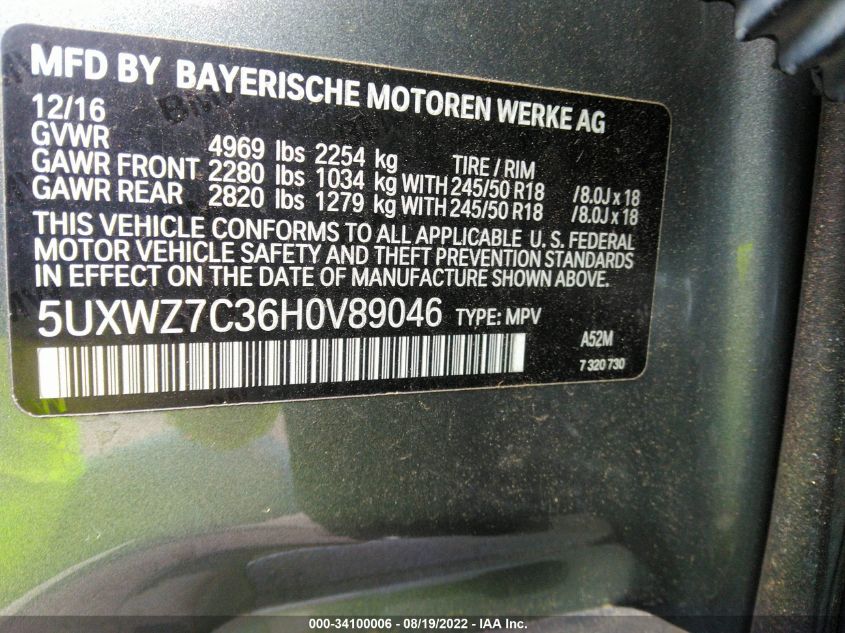 MFD BY BAYERISCHE MOTOREN WERKE AG
12/16
GVWR 4969 lbs 2254 kg TIRE / RIM
GAWR FRONT 2280 lbs 1034 kg WITH 245/50 R18 /8.0J x 18
GAWR REAR 2820 lbs 1279 kg WITH 245/50 R18 /8.0J x 18
THIS VEHICLE CONFORMS TO ALL APPLICABLE U. S. FEDERAL
MOTOR VEHICLE SAFETY AND THEFT PREVENTION STANDARDS
IN EFFECT ON THE DATE OF MANUFACTURE SHOWN ABOVE.
5UXWZ7C36H0V89046 TYPE: MPV
A52M
7 320 730
000-34100006 - 08/19/2022 - IAA Inc.